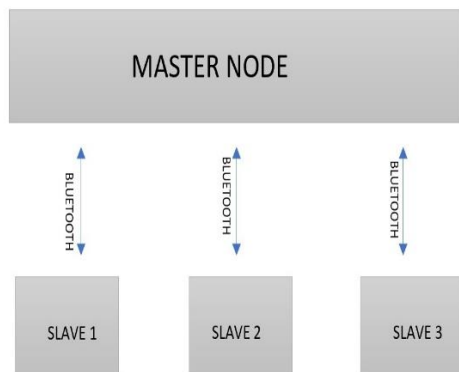 MASTER NODE
BLUETOOTH
BLUETOOTH
BLUETOOTH
SLAVE 1
SLAVE 2
SLAVE 3